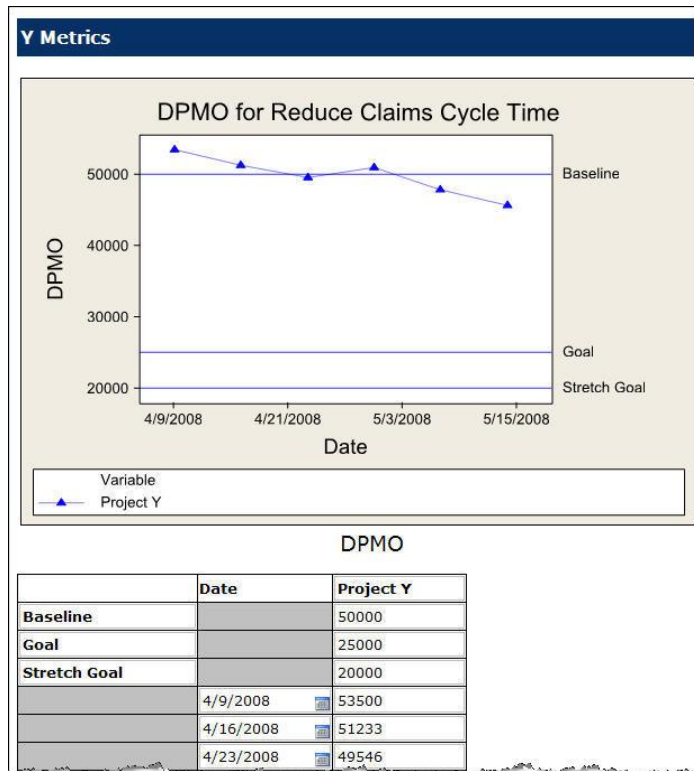 Y Metrics
DPMO for Reduce Claims Cycle Time
50000
Baseline
40000
DPMO
30000
Goal
20000
Stretch Goal
4/9/2008 4/21/2008 5/3/2008 5/15/2008
Date
Variable
Project Y
DPMO
Date Project Y
Baseline 50000
Goal 25000
Stretch Goal 20000
4/9/2008 53500
4/16/2008 51233
4/23/2008 49546